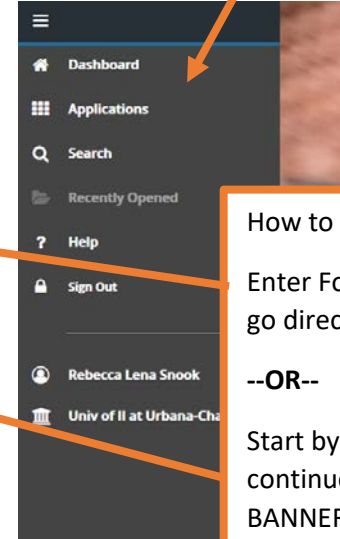 Dashboard
Applications
Search
Recently Opened
? Help
Sign Out
Rebecca Lena Snook
Univ of Il at Urbana-Cha
How to
Enter Fo
go direc
--OR--
Start by
continue
BANNER